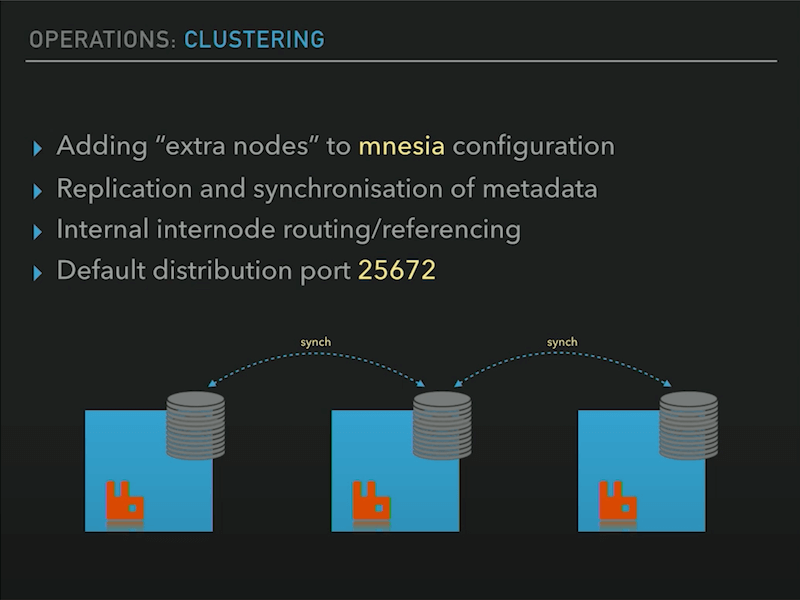 OPERATIONS: CLUSTERING
Adding “extra nodes” to mnesia configuration
Replication and synchronisation of metadata
Internal internode routing/referencing
Default distribution port 25672
synch
synch